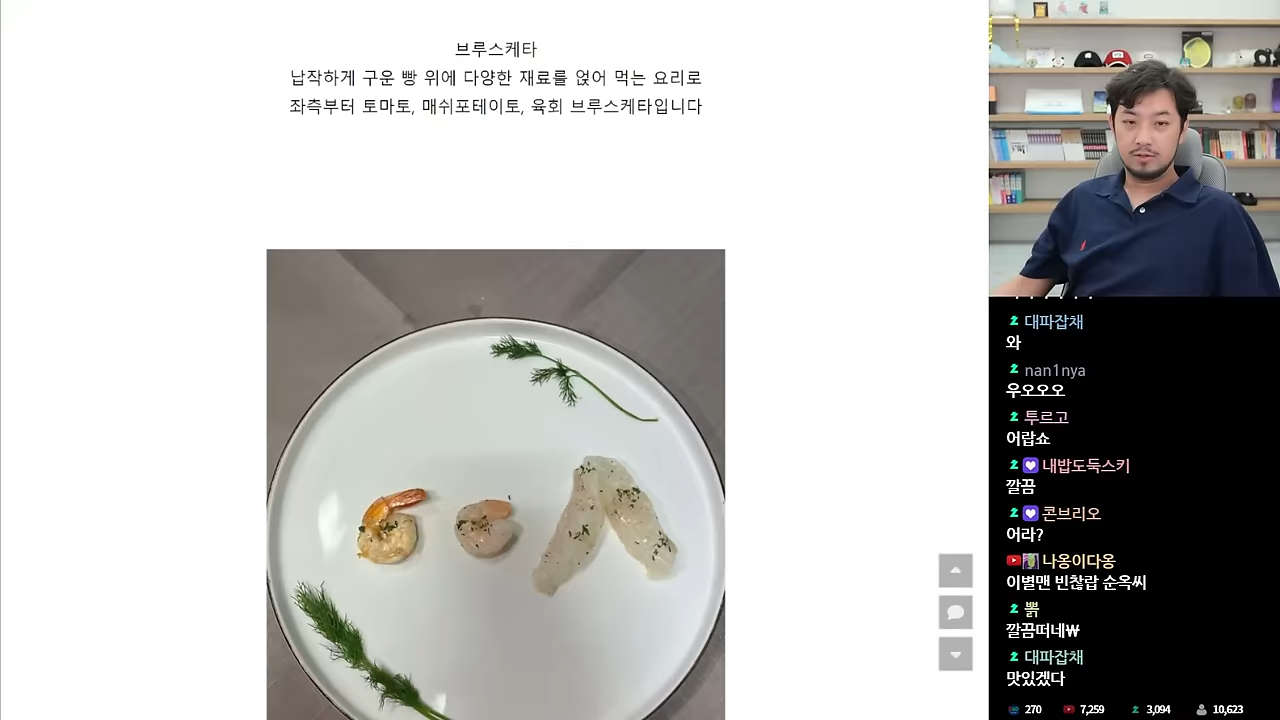 브루스케타
납작하게 구운 빵 위에 다양한 재료를 얹어 먹는 요리로
좌측부터 토마토, 매쉬포테이토, 육회 브루스케타입니다
대파잡채
와
nan1nya
우오오오
투르고
어랍쇼
내밥도둑스키
깔끔
콘브리오
어라?
나옹이다옹
이별맨 빈찮랍 순옥씨
뿕
깔끔떠네₩
대파잡채
맛있겠다
270 7,259 3,094 10,623